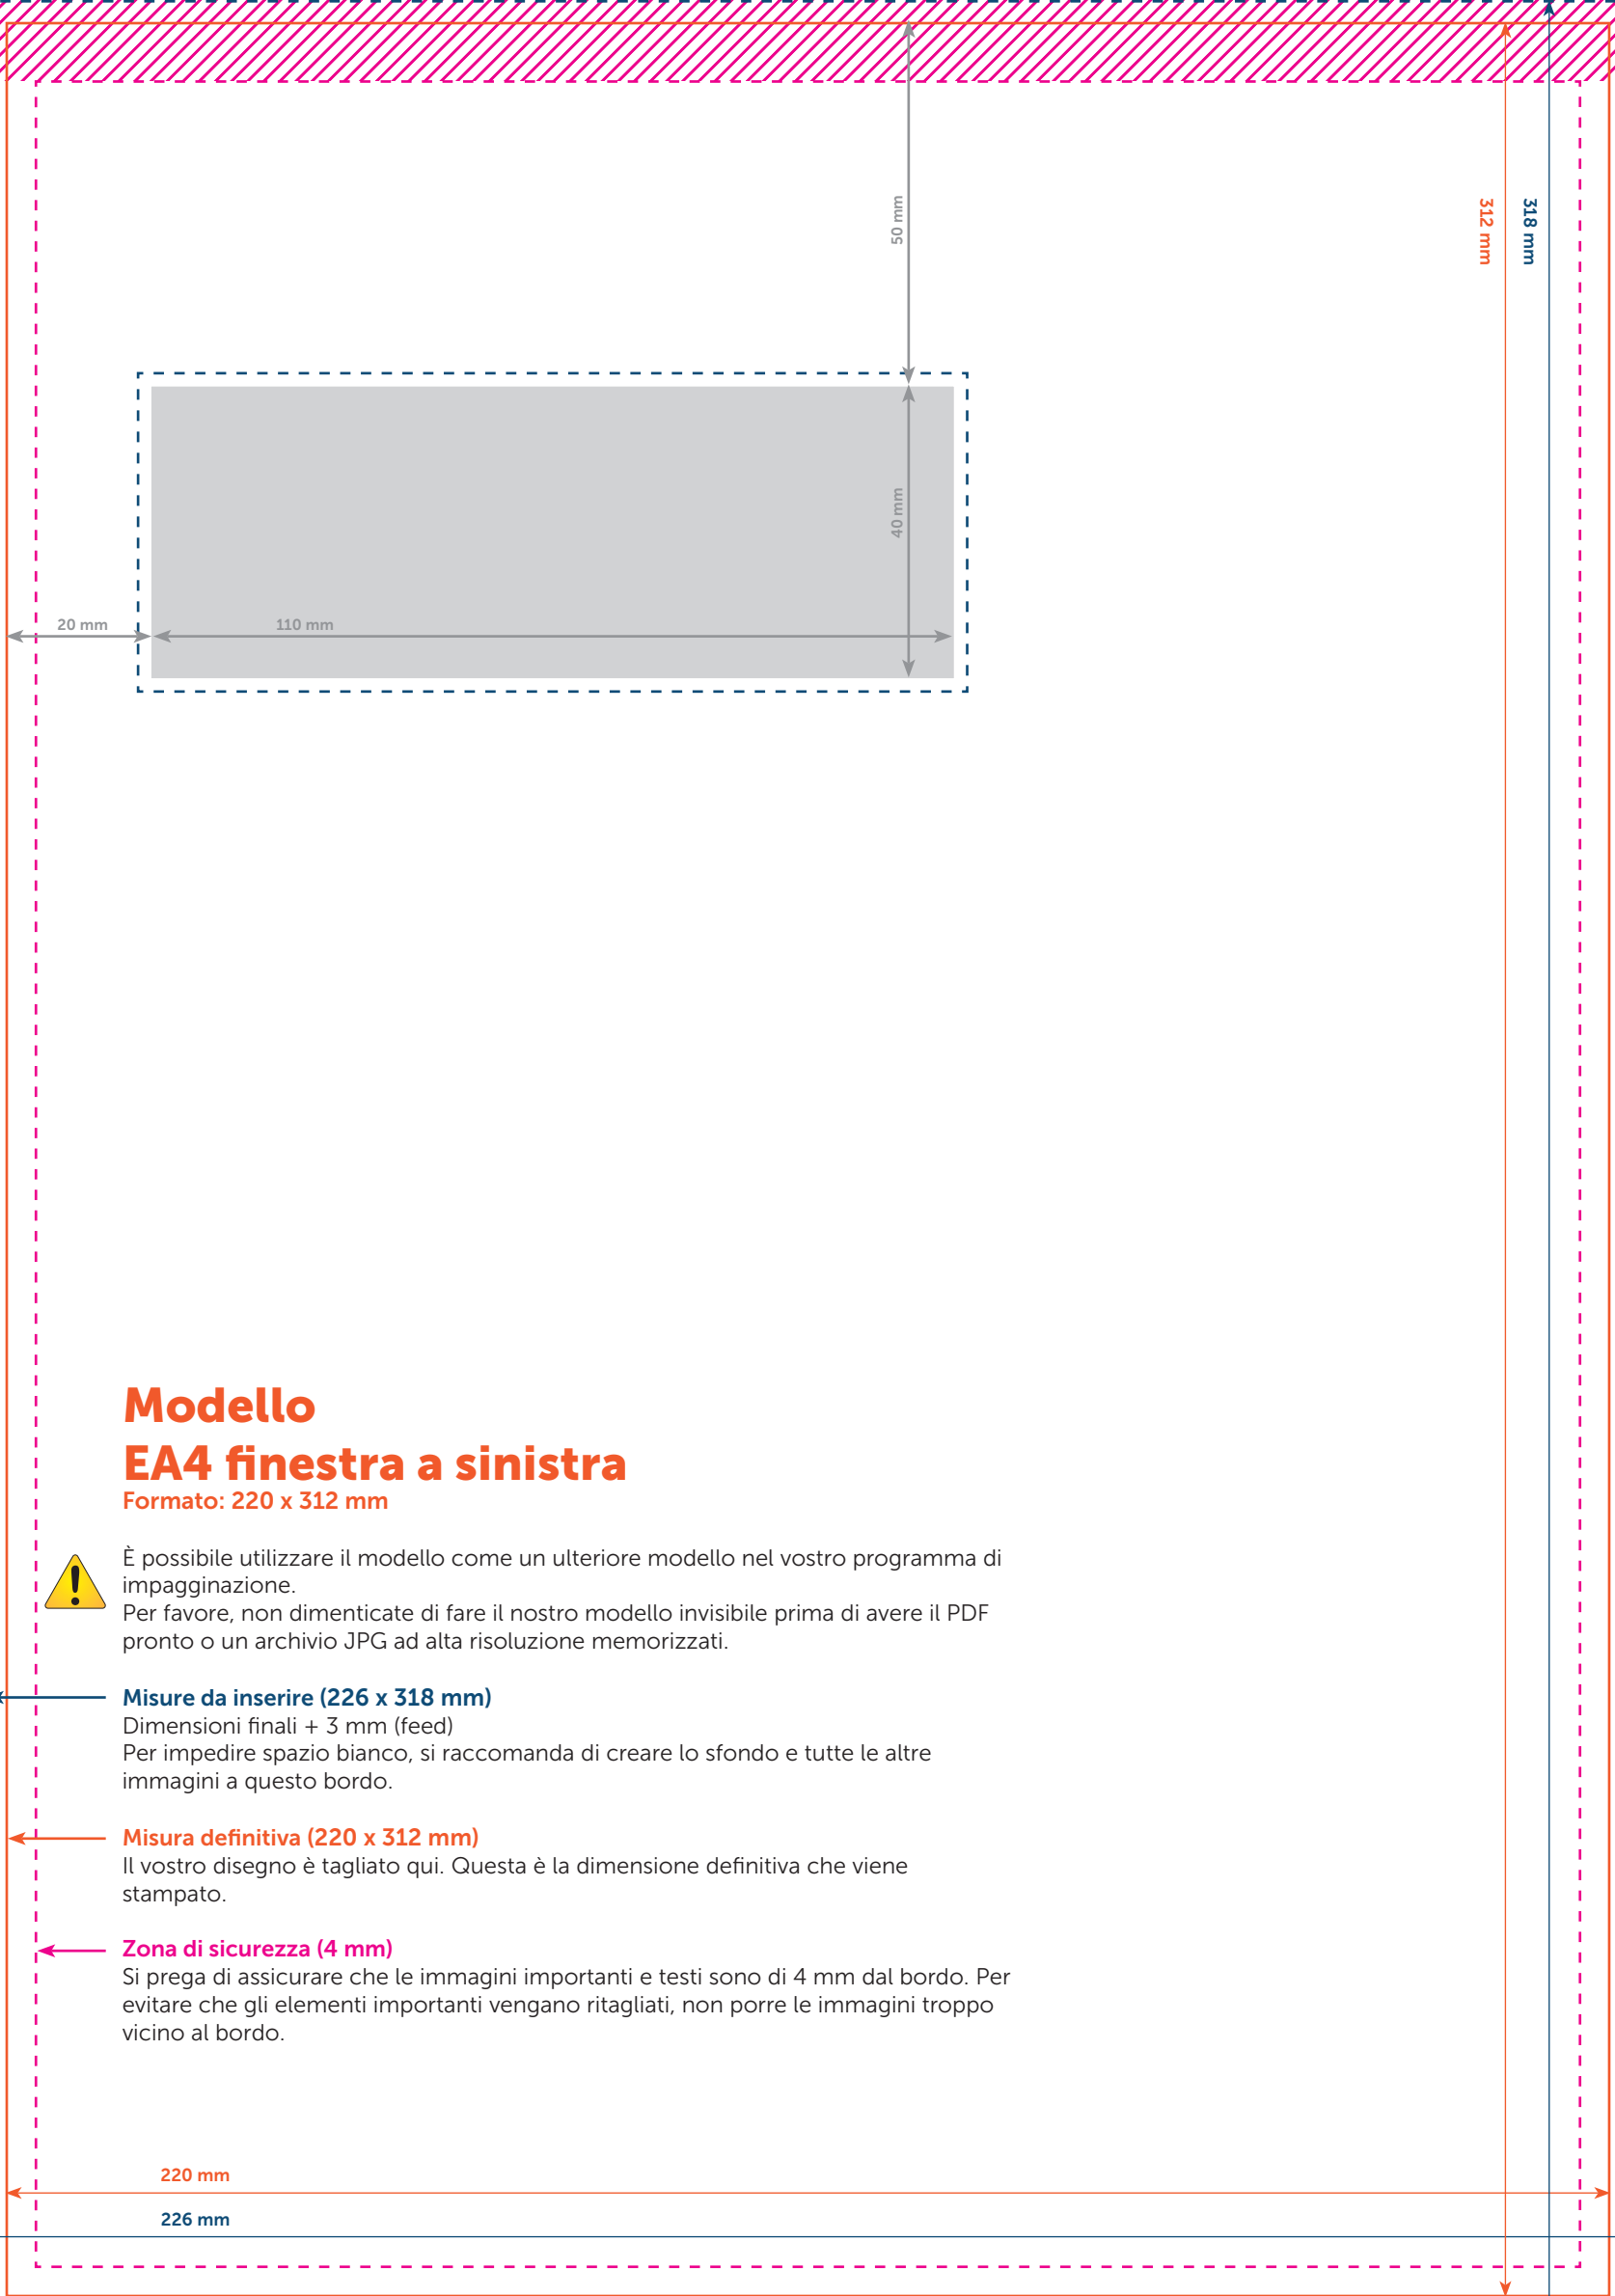 50 mm
312 mm
318 mm
40 mm
20 mm
110 mm
Modello
EA4 finestra a sinistra
Formato: 220 x 312 mm
È possibile utilizzare il modello come un ulteriore modello nel vostro programma di
impagginazione.
Per favore, non dimenticate di fare il nostro modello invisibile prima di avere il PDF
pronto o un archivio JPG ad alta risoluzione memorizzati.
Misure da inserire (226 x 318 mm)
Dimensioni finali + 3 mm (feed)
Per impedire spazio bianco, si raccomanda di creare lo sfondo e tutte le altre
immagini a questo bordo.
Misura definitiva (220 x 312 mm)
Il vostro disegno è tagliato qui. Questa è la dimensione definitiva che viene
stampato.
Zona di sicurezza (4 mm)
Si prega di assicurare che le immagini importanti e testi sono di 4 mm dal bordo. Per
evitare che gli elementi importanti vengano ritagliati, non porre le immagini troppo
vicino al bordo.
220 mm
226 mm